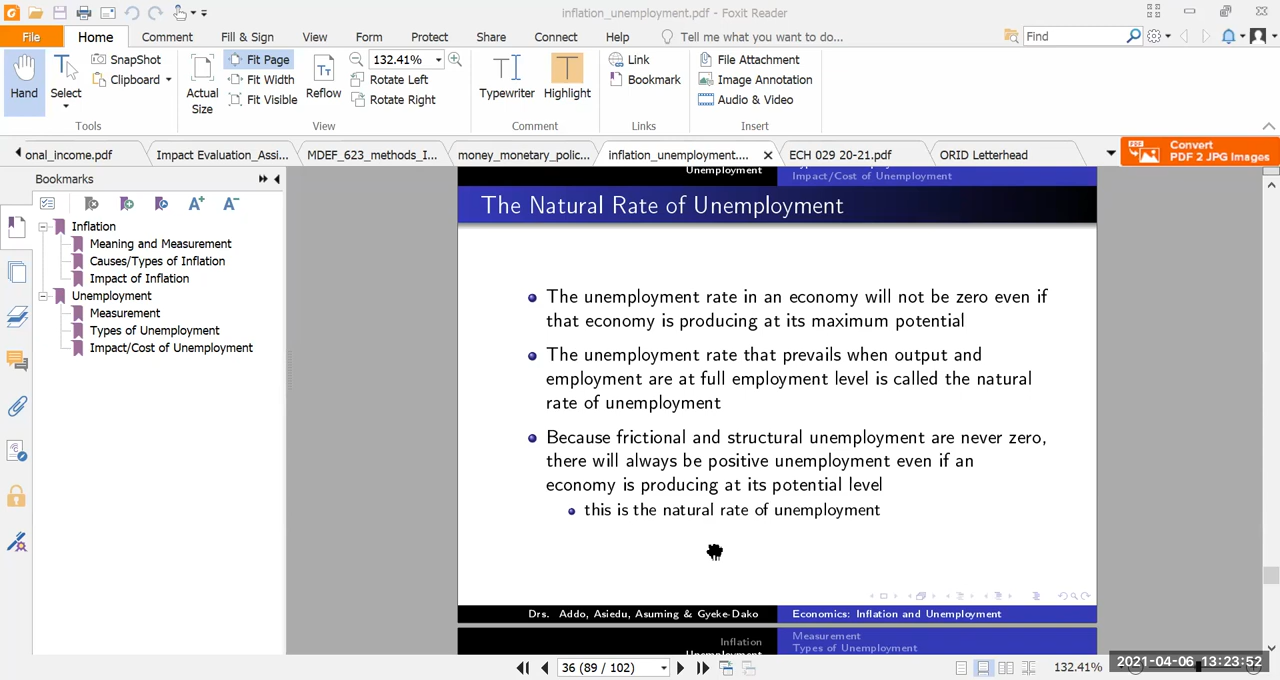 inflation_unemployment.pdf - Foxit Reader
File Home Comment Fill & Sign View Form Protect Share Connect Help Tell me what you want to do... Find
Hand
Select
SnapShot
Clipboard
Tools
Actual Size
Fit Page
Fit Width
Fit Visible
Reflow
132.41%
Rotate Left
Rotate Right
View
Typewriter
Highlight
Comment
Link
Bookmark
Links
File Attachment
Image Annotation
Audio & Video
Insert
onal_income.pdf Impact Evaluation_Assi... MDEF_623_methods_I... money_monetary_polic... inflation_unemployment.... ECH 029 20-21.pdf ORID Letterhead
Convert
PDF 2 JPG Images
Bookmarks
Inflation
Meaning and Measurement
Causes/Types of Inflation
Impact of Inflation
Unemployment
Measurement
Types of Unemployment
Impact/Cost of Unemployment
Unemployment
Impact/Cost of Unemployment
The Natural Rate of Unemployment
The unemployment rate in an economy will not be zero even if
that economy is producing at its maximum potential
The unemployment rate that prevails when output and
employment are at full employment level is called the natural
rate of unemployment
Because frictional and structural unemployment are never zero,
there will always be positive unemployment even if an
economy is producing at its potential level
this is the natural rate of unemployment
Drs. Addo, Asiedu, Asuming & Gyeke-Dako Economics: Inflation and Unemployment
Inflation
Unemployment
Measurement
Types of Unemployment
36 (89 / 102)
132.41%
2021-04-06 13:23:52